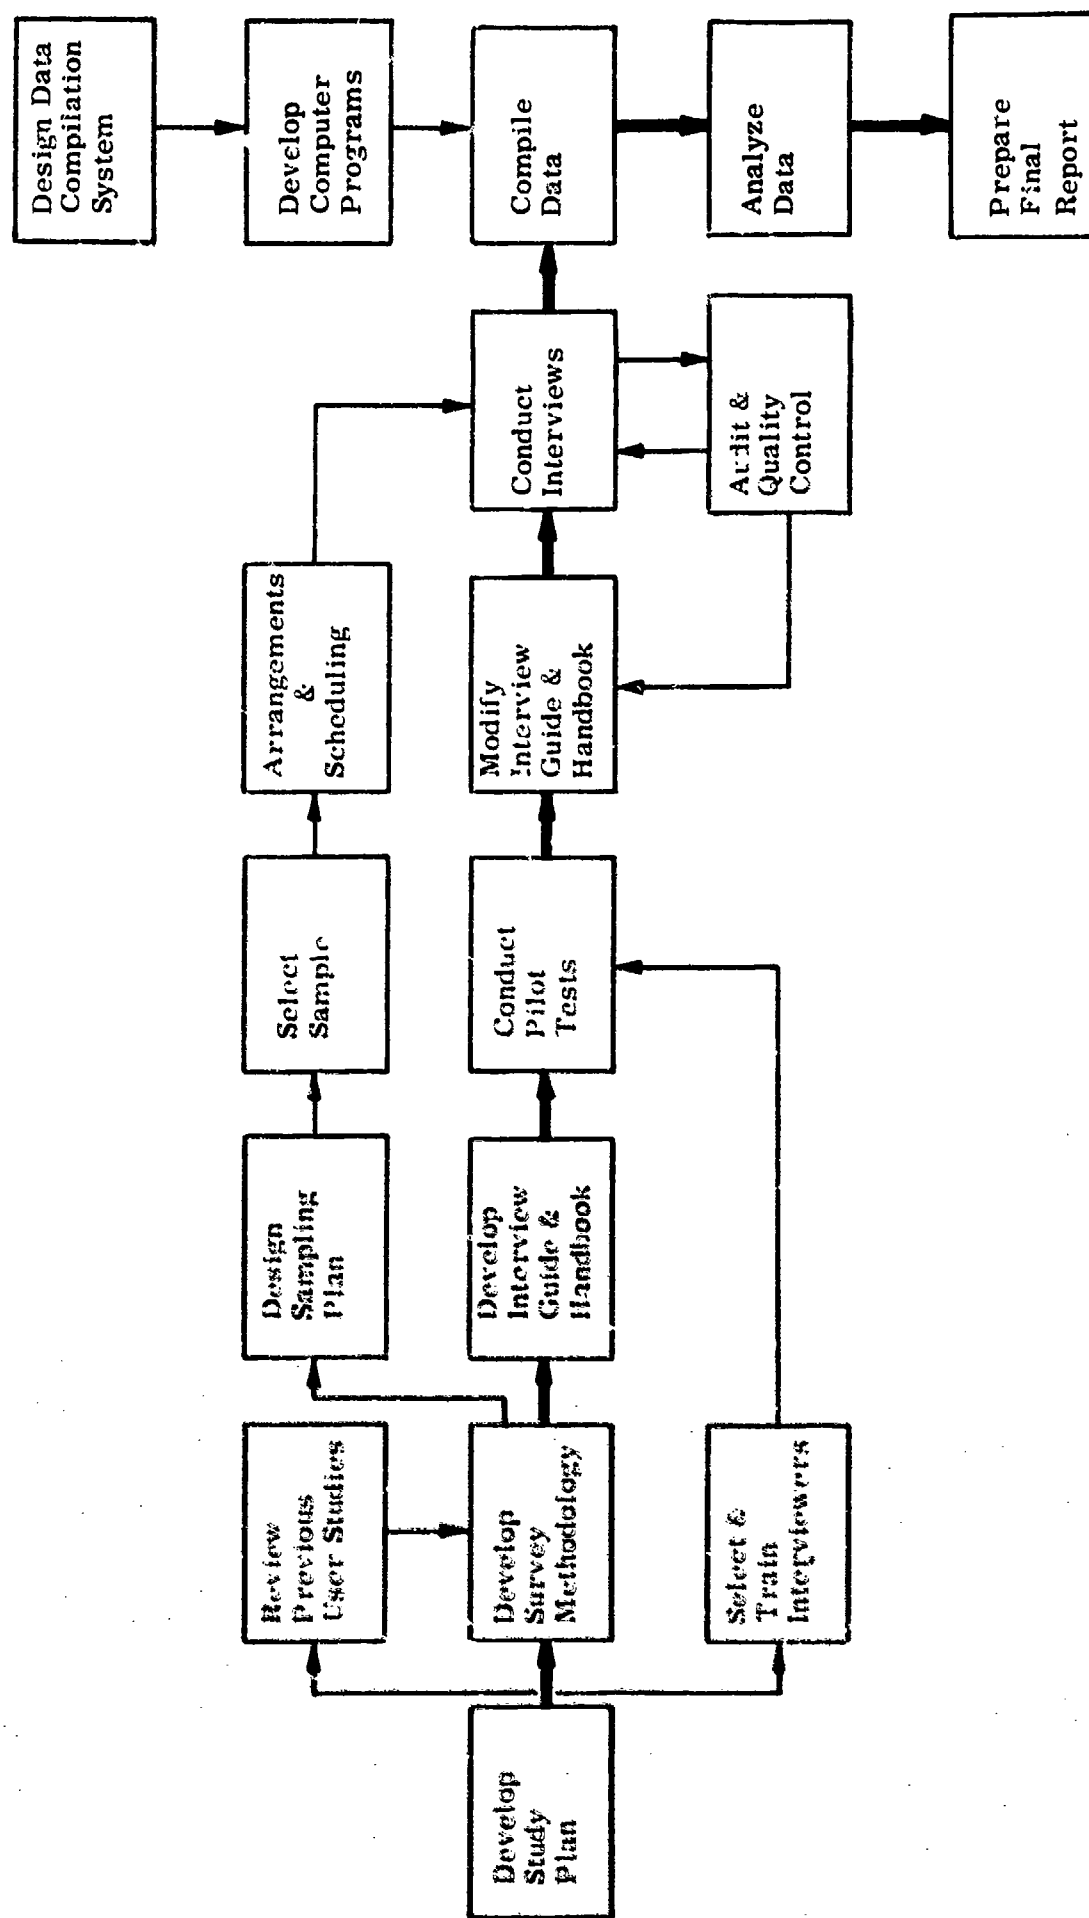 Design Data
Compilation
System
Review
Previous
User Studies
Design
Sampling
Plan
Select
Sample
Arrangements
&
Scheduling
Develop
Computer
Programs
Develop
Study
Plan
Develop
Survey
Methodology
Develop
Interview
Guide &
Handbook
Conduct
Pilot
Tests
Modify
Interview
Guide &
Handbook
Conduct
Interviews
Compile
Data
Select &
Train
Interviewers
Audit &
Quality
Control
Analyze
Data
Prepare
Final
Report